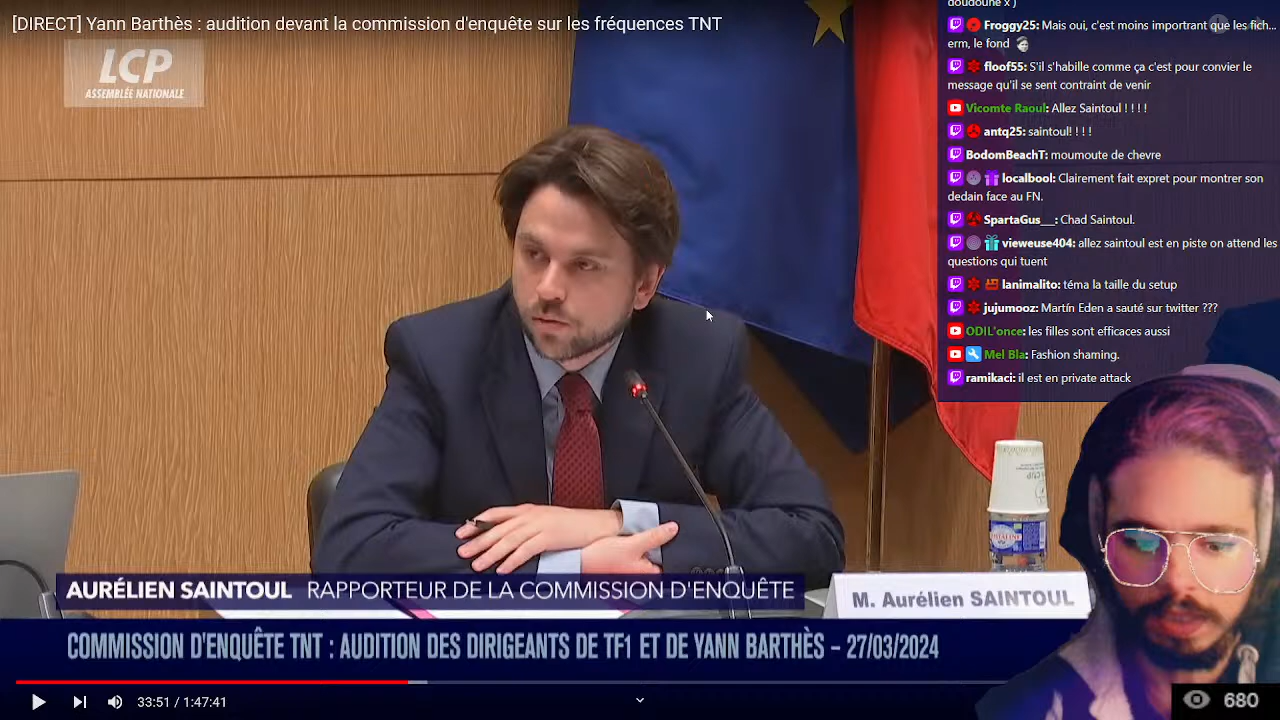 [DIRECT] Yann Barthès : audition devant la commission d'enquête sur les fréquences TNT
LCP
ASSEMBLÉE NATIONALE
doudoune x )
Froggy25: Mais oui, c'est moins importrant que les fich...
erm, le fond
floof55: S'il s'habille comme ça c'est pour convier le
message qu'il se sent contraint de venir
Vicomte Raoul: Allez Saintoul ! ! ! !
antq25: saintoul! ! ! !
BodomBeachT: moumoute de chevre
localbool: Clairement fait expret pour montrer son
dedain face au FN.
SpartaGus__: Chad Saintoul.
vieweuse404: allez saintoul est en piste on attend les
questions qui tuent
lanimalito: téma la taille du setup
jujumooz: Martín Eden a sauté sur twitter ???
ODIL'once: les filles sont efficaces aussi
Mel Bla: Fashion shaming.
ramikaci: il est en private attack
AURÉLIEN SAINTOUL RAPPORTEUR DE LA COMMISSION D'ENQUÊTE
M. Aurélien SAINTOUL
COMMISSION D'ENQUÊTE TNT : AUDITION DES DIRIGEANTS DE TF1 ET DE YANN BARTHÈS – 27/03/2024
33:51 / 1:47:41
680